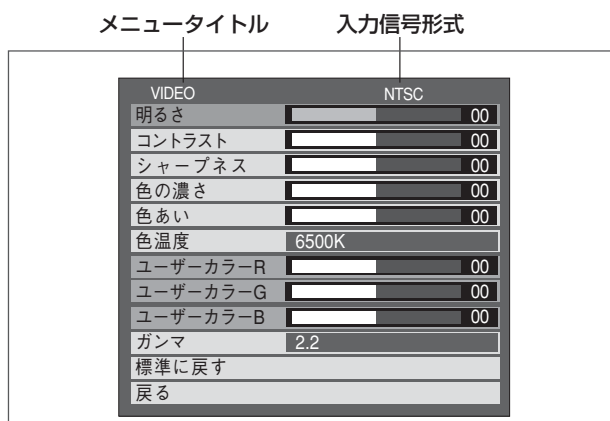 メニュータイトル 入力信号形式
VIDEO NTSC
明るさ 00
コントラスト 00
シャープネス 00
色の濃さ 00
色あい 00
色温度 6500K
ユーザーカラーR 00
ユーザーカラーG 00
ユーザーカラーB 00
ガンマ 2.2
標準に戻す
戻る